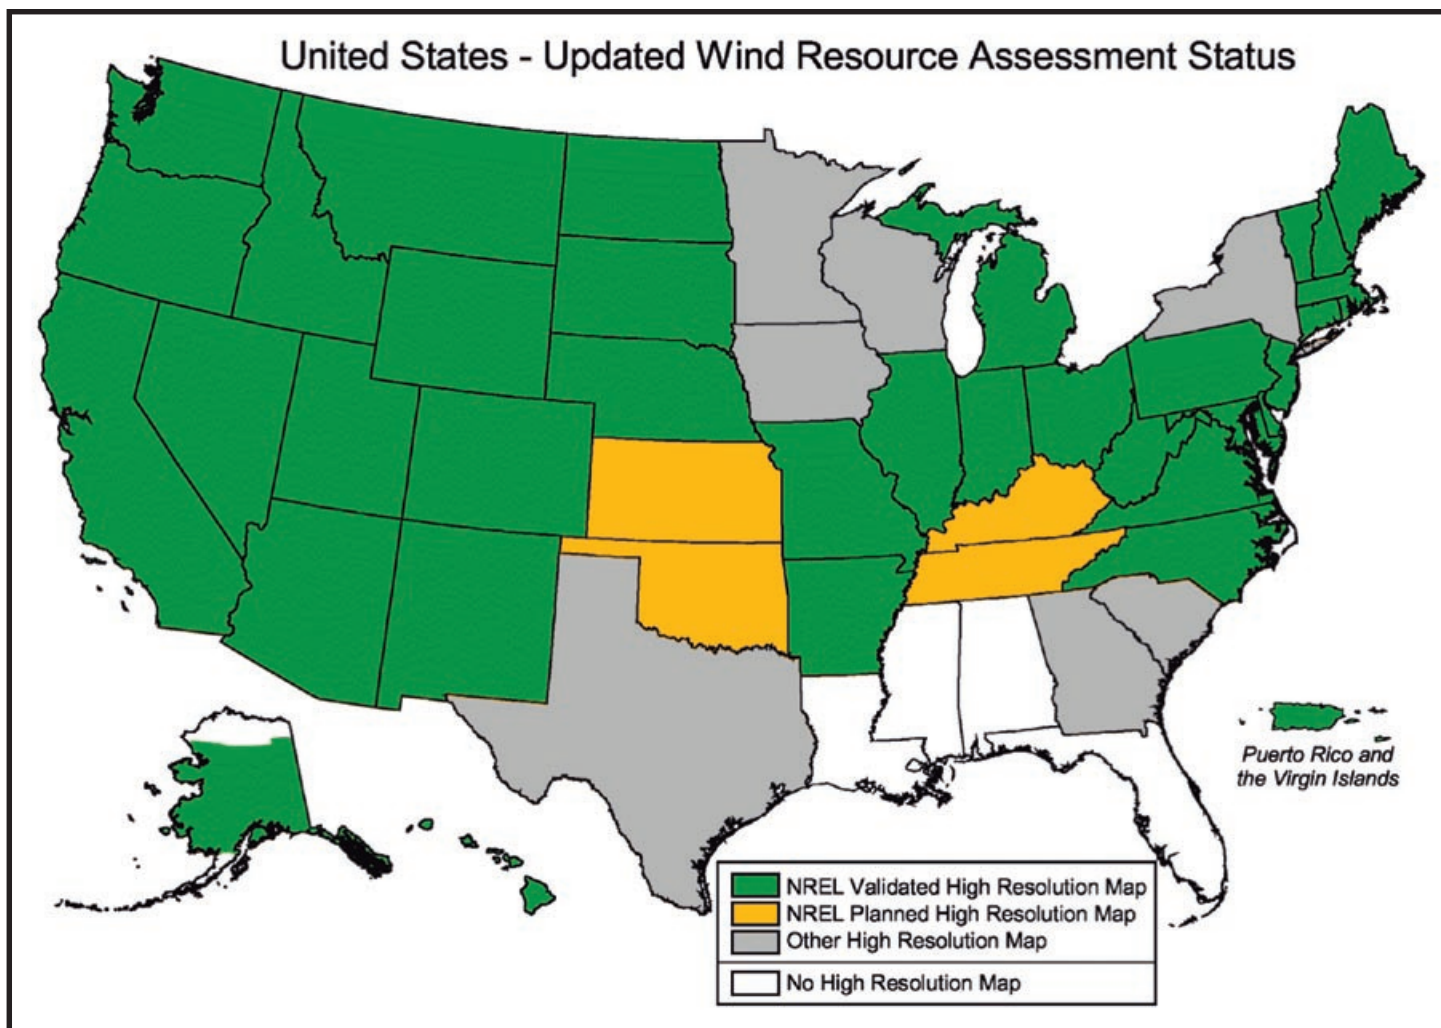 United States - Updated Wind Resource Assessment Status
Puerto Rico and
the Virgin Islands
NREL Validated High Resolution Map
NREL Planned High Resolution Map
Other High Resolution Map
No High Resolution Map